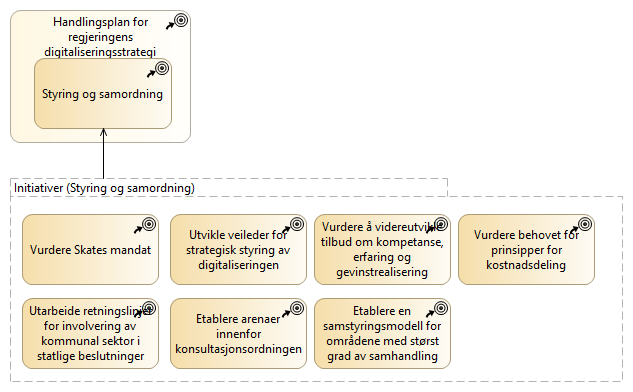 Handlingsplan for
regjeringens
digitaliseringsstrategi
Styring og samordning
Initiativer (Styring og samordning)
Vurdere Skates mandat
Utvikle veileder for
strategisk styring av
digitaliseringen
Vurdere å videreutvikle
tilbud om kompetanse,
erfaring og
gevinstrealisering
Vurdere behovet for
prinsipper for
kostnadsdeling
Utarbeide retningslinjer
for involvering av
kommunal sektor i
statlige beslutninger
Etablere arenaer
innenfor
konsultasjonsordningen
Etablere en
samstyringsmodell for
områdene med størst
grad av samhandling